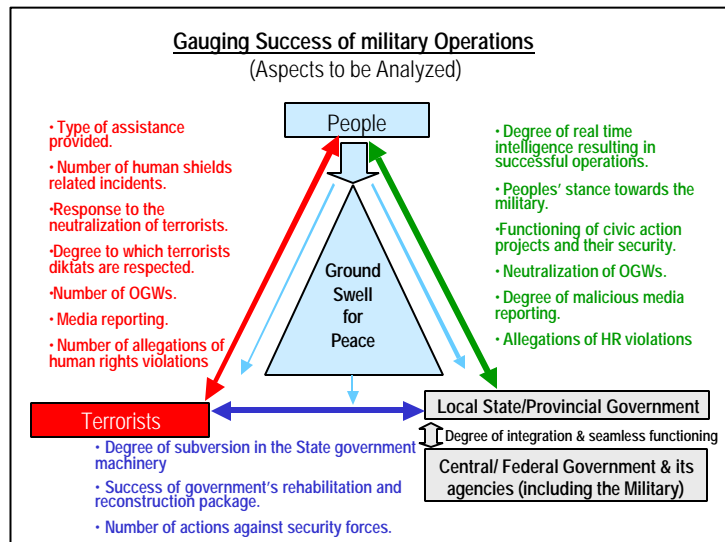 Gauging Success of military Operations
(Aspects to be Analyzed)
People
• Type of assistance
provided.
• Number of human shields
related incidents.
•Response to the
neutralization of terrorists.
•Degree to which terrorists
diktats are respected.
•Number of OGWs.
• Media reporting.
• Number of allegations of
human rights violations
• Degree of real time
intelligence resulting in
successful operations.
• Peoples' stance towards the
military.
•Functioning of civic action
projects and their security.
• Neutralization of OGWs.
• Degree of malicious media
reporting.
• Allegations of HR violations
Ground
Swell
for
Peace
Terrorists
Local State/Provincial Government
Degree of integration & seamless functioning
Central/ Federal Government & its
agencies (including the Military)
• Degree of subversion in the State government
machinery
• Success of government's rehabilitation and
reconstruction package.
• Number of actions against security forces.